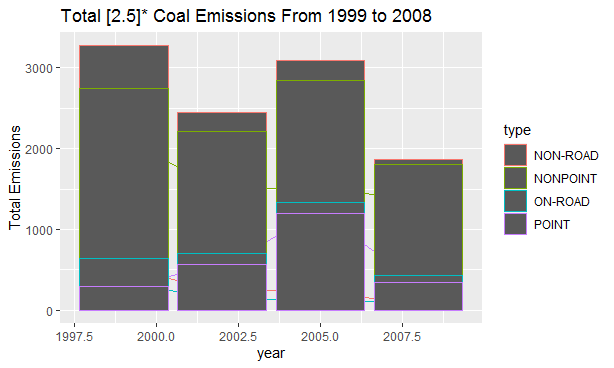 Total [2.5]* Coal Emissions From 1999 to 2008
Total Emissions
3000
2000
1000
0
1997.5 2000.0 2002.5 2005.0 2007.5
year
type
NON-ROAD
NONPOINT
ON-ROAD
POINT